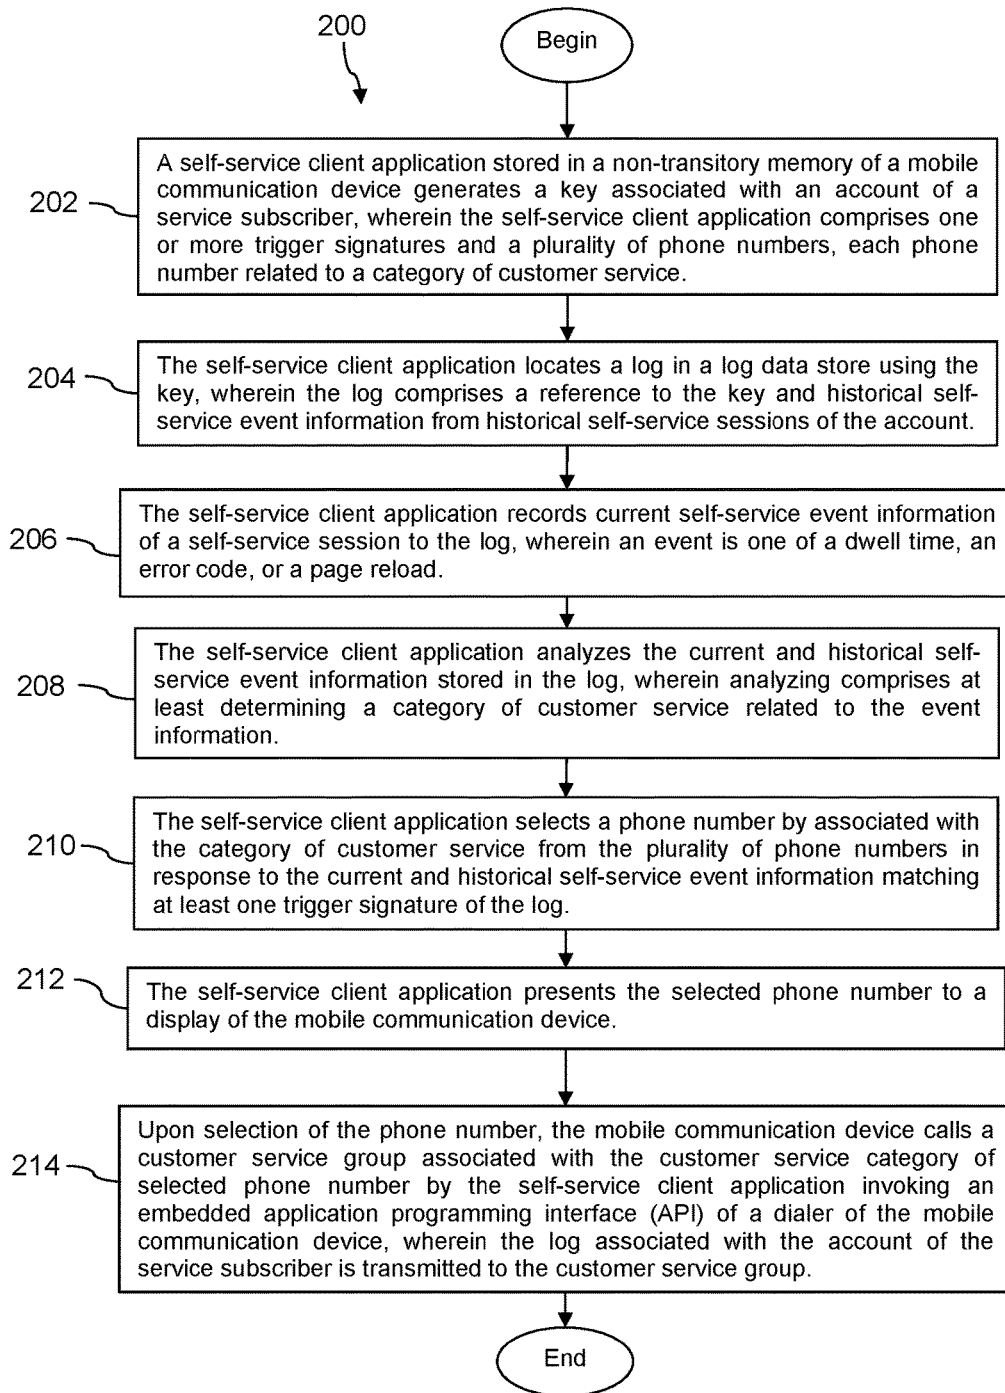 200
Begin
202
A self-service client application stored in a non-transitory memory of a mobile
communication device generates a key associated with an account of
a service subscriber, wherein the self-service client application comprises one
or more trigger signatures and a plurality of phone numbers, each phone
number related to a category of customer service.
204
The self-service client application locates a log in a log data store using the
key, wherein the log comprises a reference to the key and historical self-
service event information from historical self-service sessions of the account.
206
The self-service client application records current self-service event information
of a self-service session to the log, wherein an event is one of a dwell time, an
error code, or a page reload.
208
The self-service client application analyzes the current and historical self-
service event information stored in the log, wherein analyzing comprises at
least determining a category of customer service related to the event
information.
210
The self-service client application selects a phone number by associated with
the category of customer service from the plurality of phone numbers in
response to the current and historical self-service event information matching
at least one trigger signature of the log.
212
The self-service client application presents the selected phone number to a
display of the mobile communication device.
214
Upon selection of the phone number, the mobile communication device calls a
customer service group associated with the customer service category of
selected phone number by the self-service client application invoking an
embedded application programming interface (API) of a dialer of the mobile
communication device, wherein the log associated with the account of the
service subscriber is transmitted to the customer service group.
End